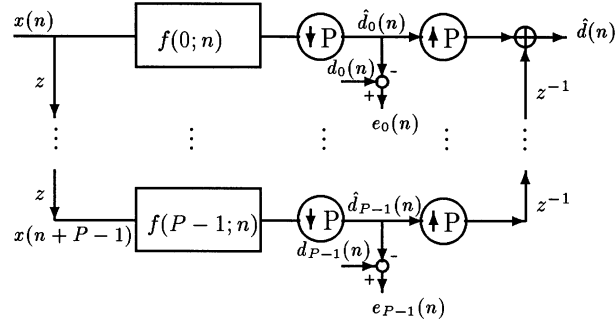 x(n) f(0; n) ↓ P d̂₀(n) ↑ P d̂(n)
z d₀(n) - + z⁻¹
e₀(n)
⋮ ⋮ ⋮ ⋮ ⋮
z z⁻¹
x(n + P − 1) f(P − 1; n) ↓ P d̂_{P−1}(n) ↑ P
d_{P−1}(n) - +
e_{P−1}(n)